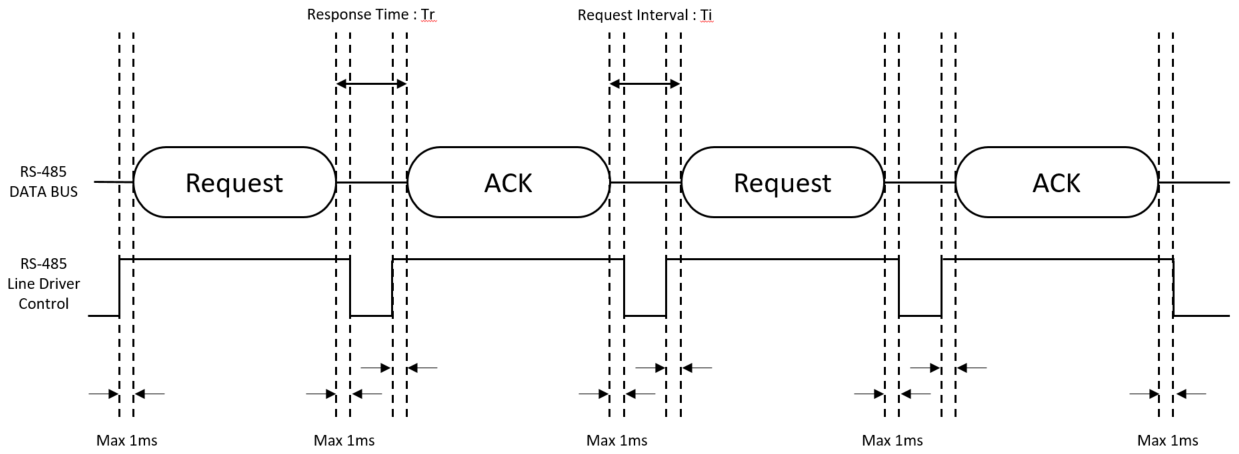 Response Time : Tr
Request Interval : Ti
RS-485
DATA BUS
Request
ACK
Request
ACK
RS-485
Line Driver
Control
Max 1ms
Max 1ms
Max 1ms
Max 1ms
Max 1ms